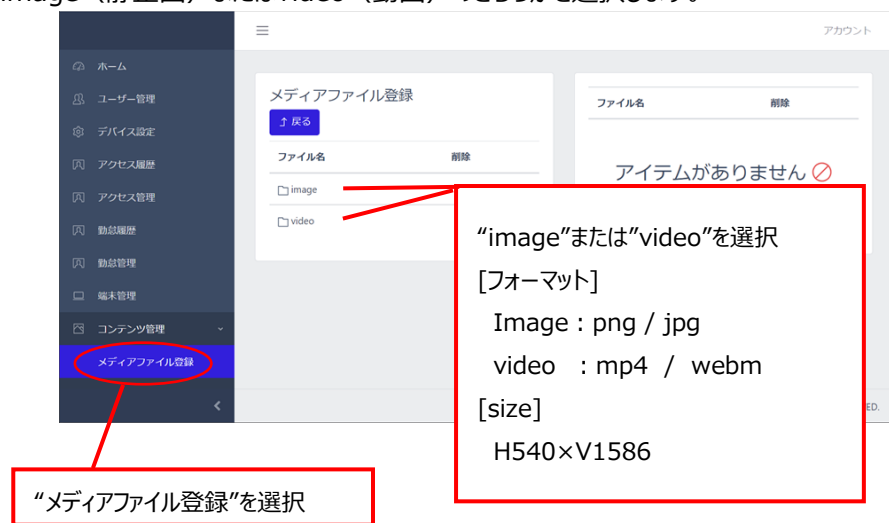 image（静止画）または video（動画）のどちらかを選択します。
アカウント
ホーム
ユーザー管理
デバイス設定
アクセス履歴
アクセス管理
勤怠履歴
勤怠管理
端末管理
コンテンツ管理
メディアファイル登録
メディアファイル登録
戻る
ファイル名 削除
image
video
ファイル名 削除
アイテムがありません
“image”または”video”を選択
[フォーマット]
Image：png / jpg
video ：mp4 / webm
[size]
H540×V1586
ED.
“メディアファイル登録”を選択